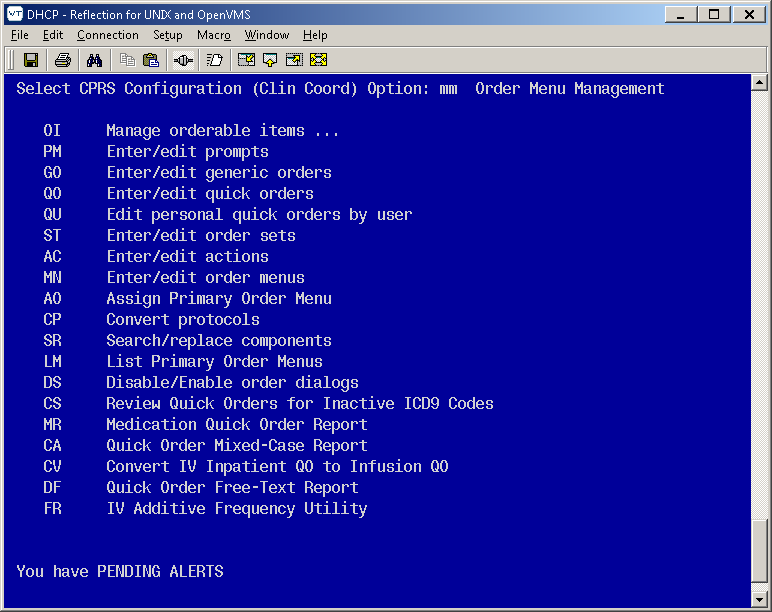 DHCP - Reflection for UNIX and OpenVMS
File Edit Connection Setup Macro Window Help
Select CPRS Configuration (Clin Coord) Option: mm  Order Menu Management
OI Manage orderable items ...
PM Enter/edit prompts
GO Enter/edit generic orders
QO Enter/edit quick orders
QU Edit personal quick orders by user
ST Enter/edit order sets
AC Enter/edit actions
MN Enter/edit order menus
AO Assign Primary Order Menu
CP Convert protocols
SR Search/replace components
LM List Primary Order Menus
DS Disable/Enable order dialogs
CS Review Quick Orders for Inactive ICD9 Codes
MR Medication Quick Order Report
CA Quick Order Mixed-Case Report
CV Convert IV Inpatient QO to Infusion QO
DF Quick Order Free-Text Report
FR IV Additive Frequency Utility
You have PENDING ALERTS